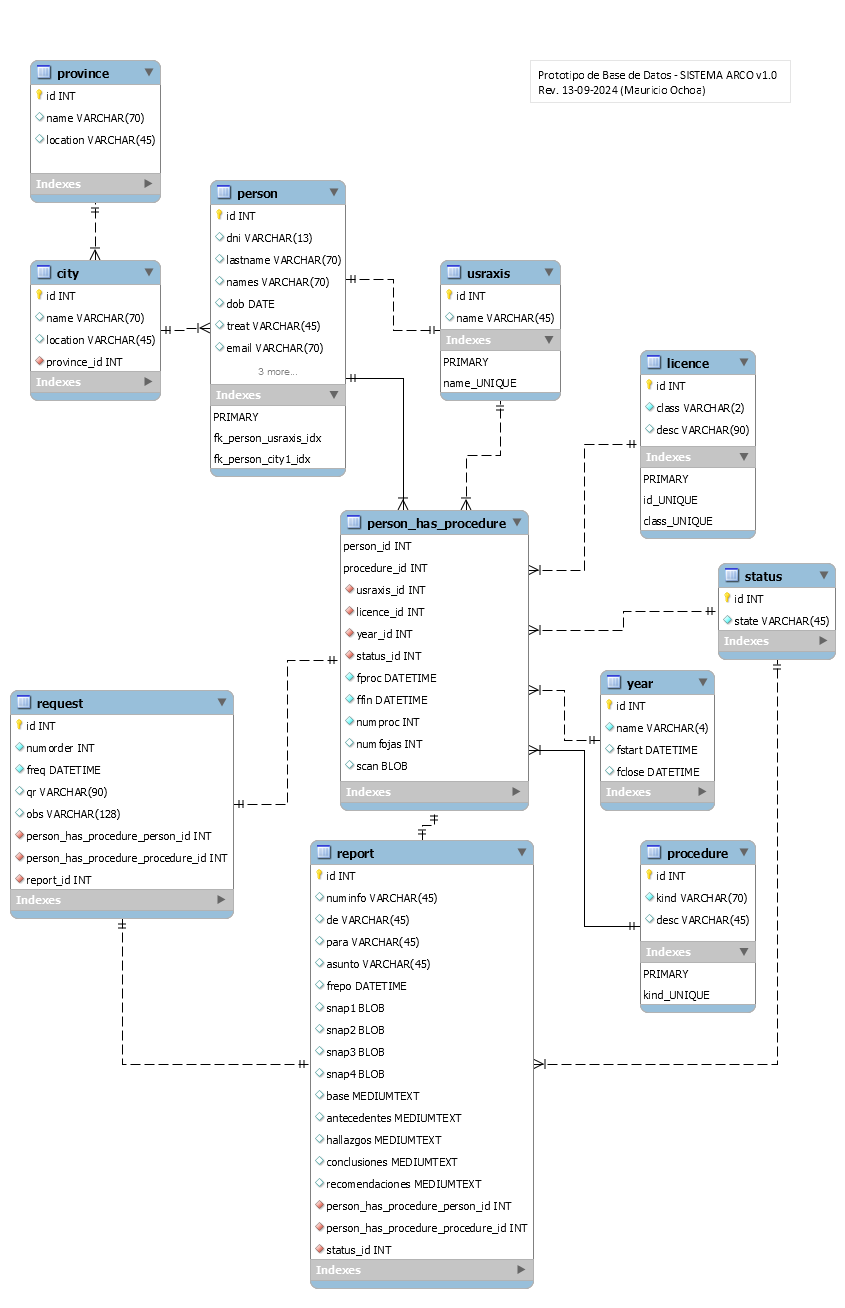 Prototipo de Base de Datos - SISTEMA ARCO v1.0
Rev. 13-09-2024 (Mauricio Ochoa)
province
id INT
name VARCHAR(70)
location VARCHAR(45)
Indexes
city
id INT
name VARCHAR(70)
location VARCHAR(45)
province_id INT
Indexes
person
id INT
dni VARCHAR(13)
lastname VARCHAR(70)
names VARCHAR(70)
dob DATE
treat VARCHAR(45)
email VARCHAR(70)
3 more...
Indexes
PRIMARY
fk_person_usraxis_idx
fk_person_city1_idx
usraxis
id INT
name VARCHAR(45)
Indexes
PRIMARY
name_UNIQUE
licence
id INT
class VARCHAR(2)
desc VARCHAR(90)
Indexes
PRIMARY
id_UNIQUE
class_UNIQUE
person_has_procedure
person_id INT
procedure_id INT
usraxis_id INT
licence_id INT
year_id INT
status_id INT
fproc DATETIME
ffin DATETIME
numproc INT
numfojas INT
scan BLOB
Indexes
status
id INT
state VARCHAR(45)
Indexes
year
id INT
name VARCHAR(4)
fstart DATETIME
fclose DATETIME
Indexes
request
id INT
numorder INT
freq DATETIME
qr VARCHAR(90)
obs VARCHAR(128)
person_has_procedure_person_id INT
person_has_procedure_procedure_id INT
report_id INT
Indexes
report
id INT
numinfo VARCHAR(45)
de VARCHAR(45)
para VARCHAR(45)
asunto VARCHAR(45)
frepo DATETIME
snap1 BLOB
snap2 BLOB
snap3 BLOB
snap4 BLOB
base MEDIUMTEXT
antecedentes MEDIUMTEXT
hallazgos MEDIUMTEXT
conclusiones MEDIUMTEXT
recomendaciones MEDIUMTEXT
person_has_procedure_person_id INT
person_has_procedure_procedure_id INT
status_id INT
Indexes
procedure
id INT
kind VARCHAR(70)
desc VARCHAR(45)
Indexes
PRIMARY
kind_UNIQUE